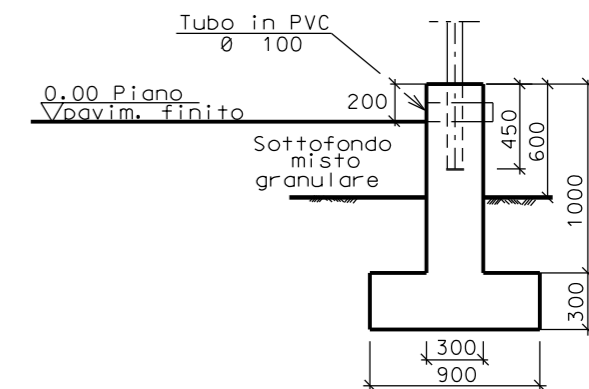 Tubo in PVC
Ø 100
0.00 Piano
pavim. finito
200
Sottofondo
misto
granulare
450
600
1000
300
300
900